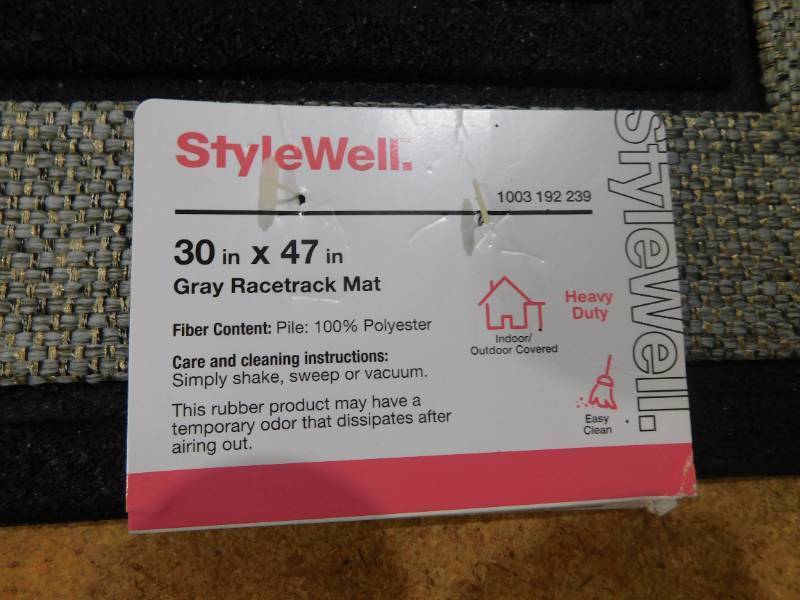 StyleWell.
1003 192 239
30 in x 47 in
Gray Racetrack Mat
Fiber Content: Pile: 100% Polyester
Care and cleaning instructions:
Simply shake, sweep or vacuum.
This rubber product may have a
temporary odor that dissipates after
airing out.
Indoor/
Outdoor Covered
Heavy
Duty
Easy
Clean
StyleWell.